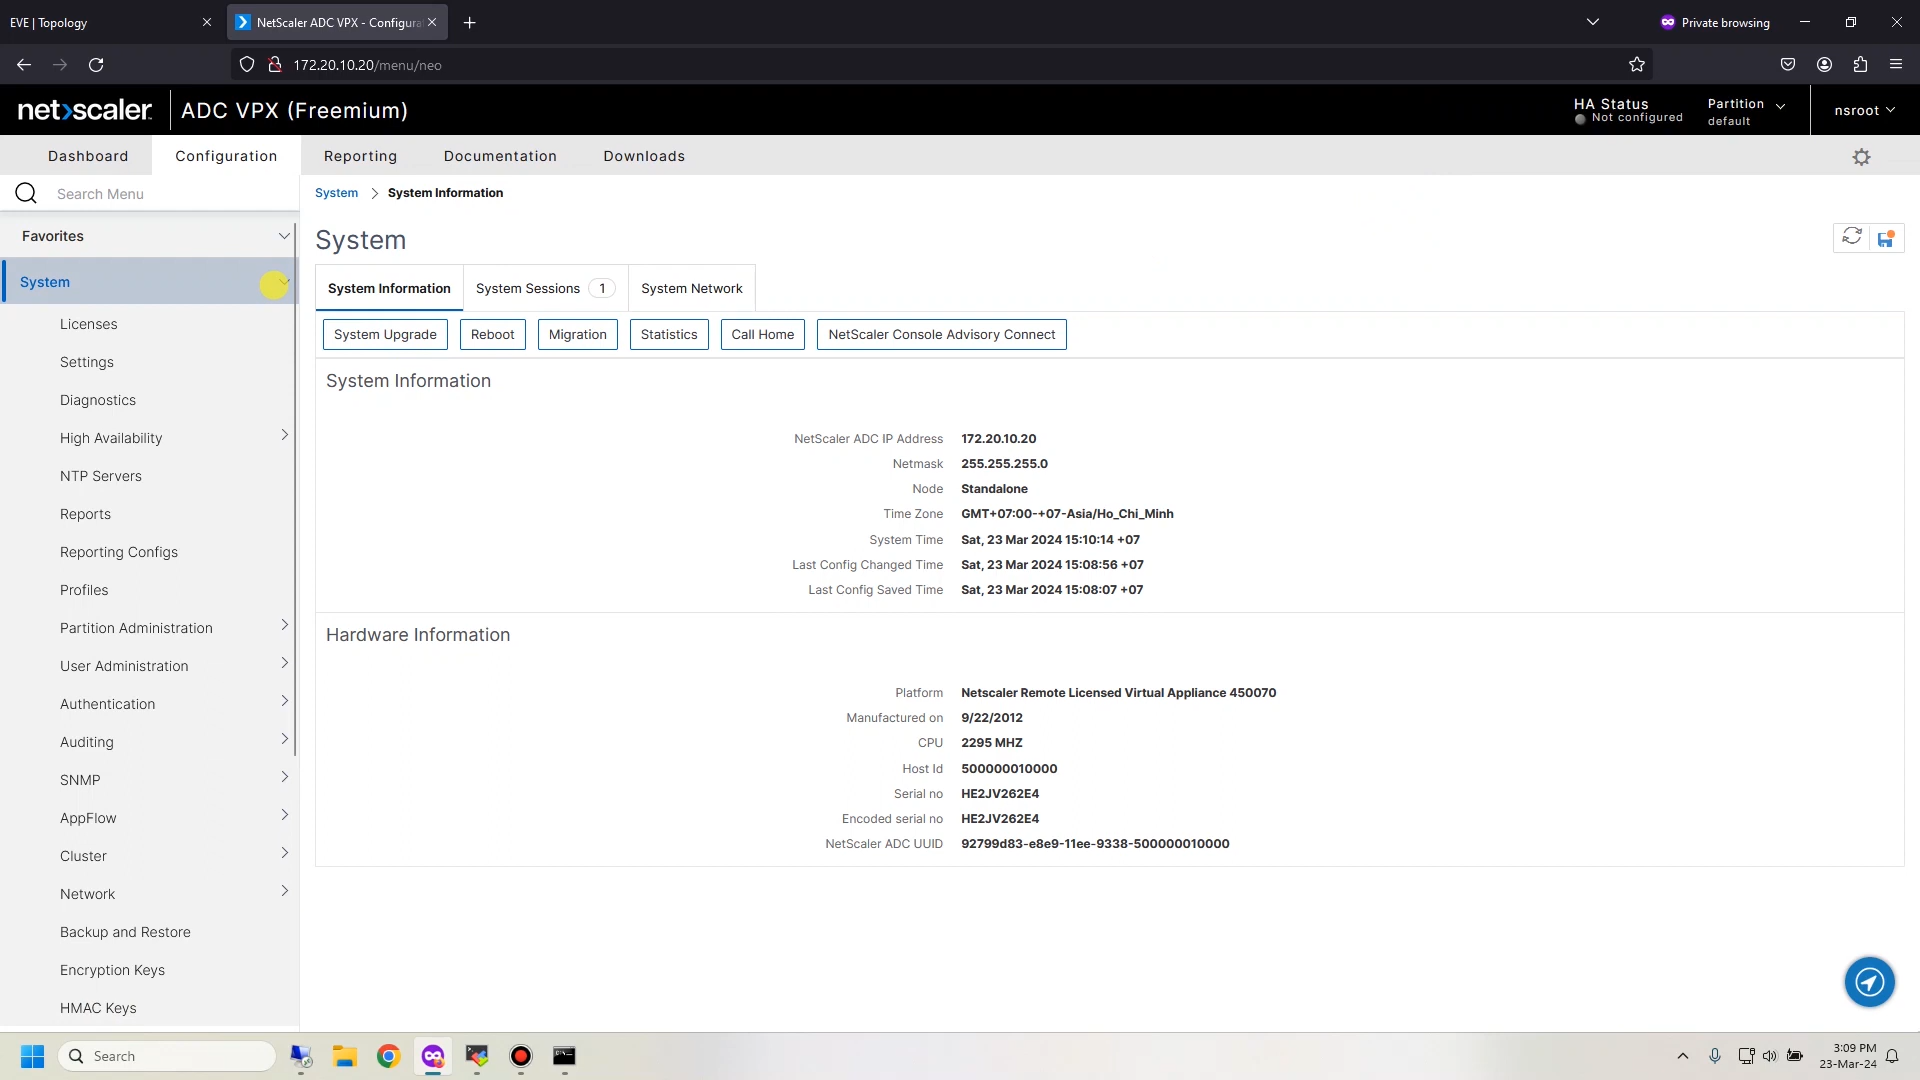 EVE | Topology
NetScaler ADC VPX - Configura
Private browsing
172.20.10.20/menu/neo
net>scaler
ADC VPX (Freemium)
HA Status
Not configured
Partition
default
nsroot
Dashboard
Configuration
Reporting
Documentation
Downloads
Search Menu
System
System Information
Favorites
System
Licenses
Settings
Diagnostics
High Availability
NTP Servers
Reports
Reporting Configs
Profiles
Partition Administration
User Administration
Authentication
Auditing
SNMP
AppFlow
Cluster
Network
Backup and Restore
Encryption Keys
HMAC Keys
System
System Information
System Sessions 1
System Network
System Upgrade
Reboot
Migration
Statistics
Call Home
NetScaler Console Advisory Connect
System Information
NetScaler ADC IP Address 172.20.10.20
Netmask 255.255.255.0
Node Standalone
Time Zone GMT+07:00-+07-Asia/Ho_Chi_Minh
System Time Sat, 23 Mar 2024 15:10:14 +07
Last Config Changed Time Sat, 23 Mar 2024 15:08:56 +07
Last Config Saved Time Sat, 23 Mar 2024 15:08:07 +07
Hardware Information
Platform Netscaler Remote Licensed Virtual Appliance 450070
Manufactured on 9/22/2012
CPU 2295 MHZ
Host Id 500000010000
Serial no HE2JV262E4
Encoded serial no HE2JV262E4
NetScaler ADC UUID 92799d83-e8e9-11ee-9338-500000010000
Search
3:09 PM
23-Mar-24